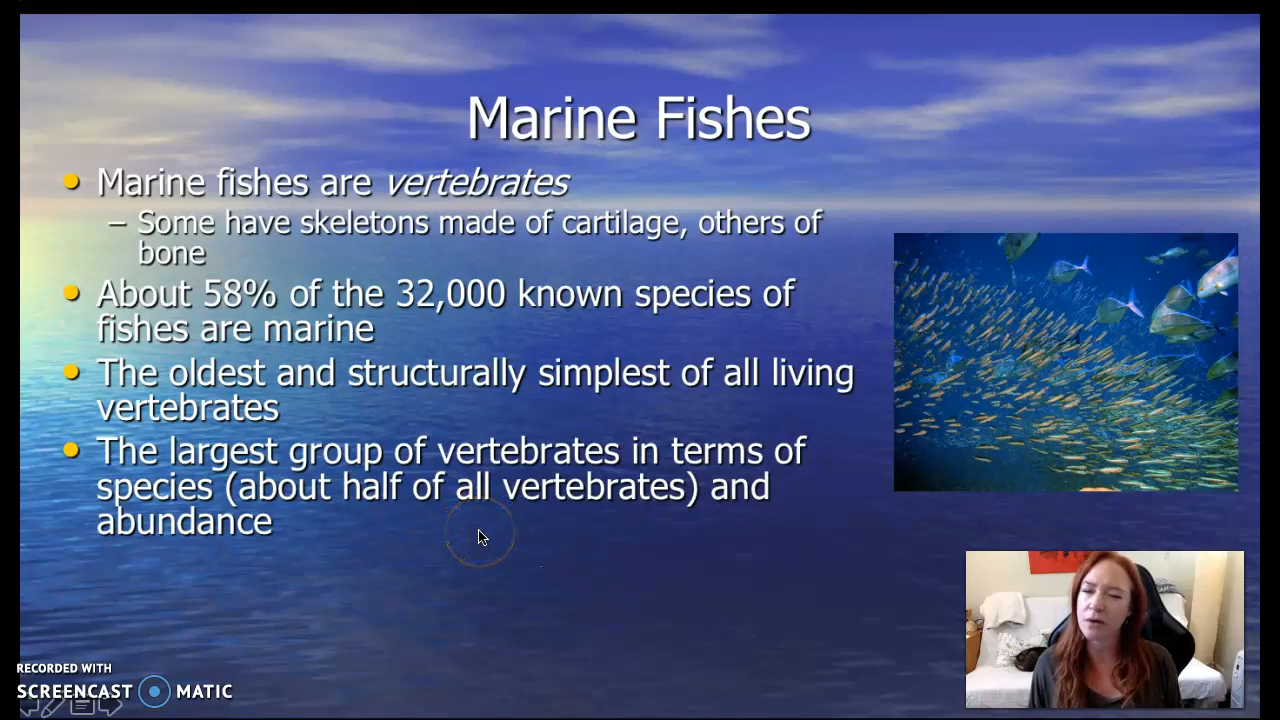 Marine Fishes
• Marine fishes are vertebrates
– Some have skeletons made of cartilage, others of
bone
• About 58% of the 32,000 known species of
fishes are marine
• The oldest and structurally simplest of all living
vertebrates
• The largest group of vertebrates in terms of
species (about half of all vertebrates) and
abundance
RECORDED WITH
SCREENCAST MATIC